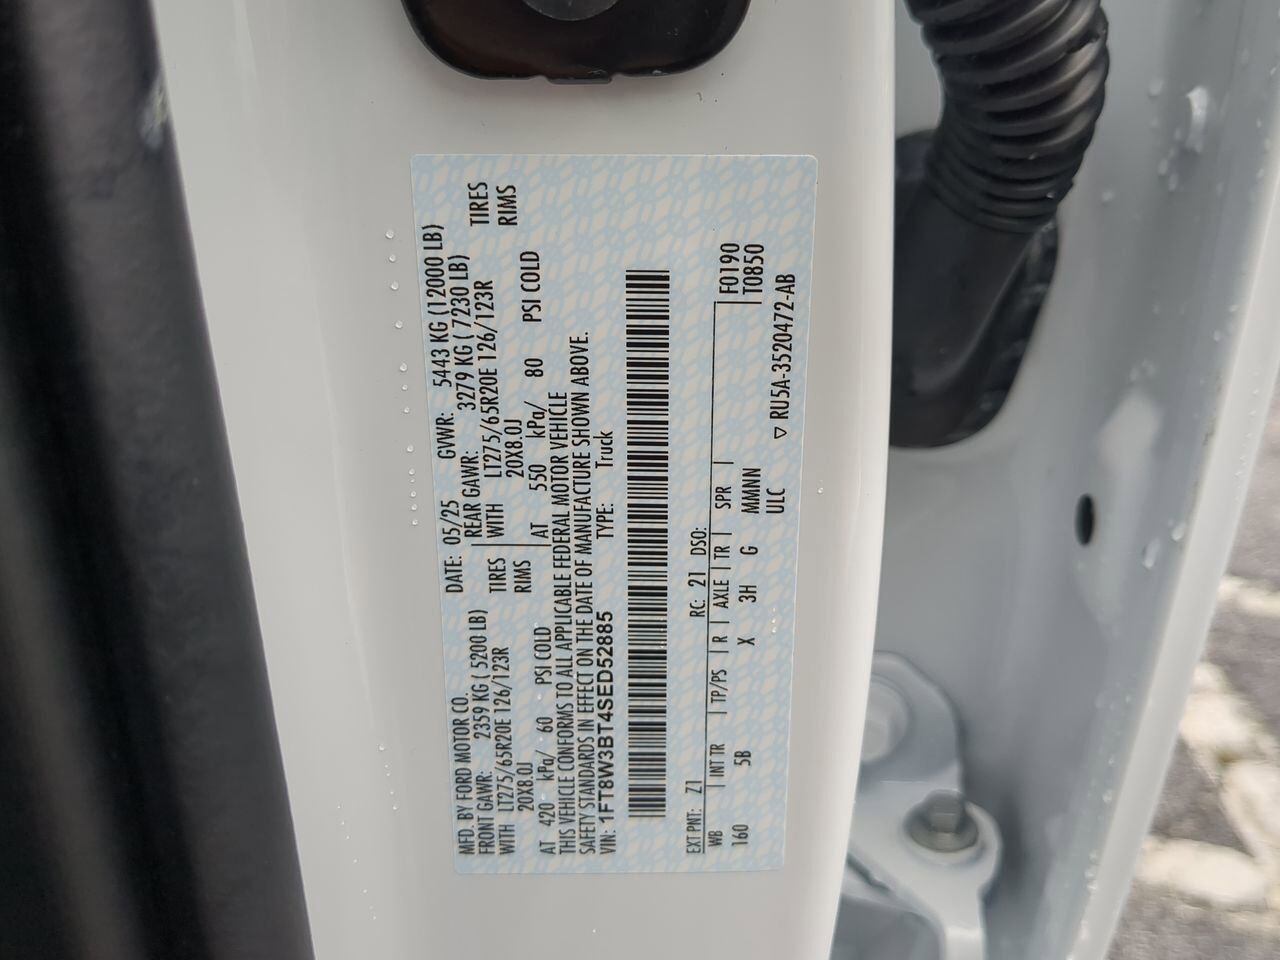 MFD. BY FORD MOTOR CO.
DATE: 05/25 GVWR: 5443 KG (12000 LB)
FRONT GAWR: 2359 KG ( 5200 LB) REAR GAWR: 3279 KG ( 7230 LB)
WITH LT275/65R20E 126/123R TIRES WITH LT275/65R20E 126/123R TIRES
20X8.0J RIMS 20X8.0J RIMS
AT 420 kPa/ 60 PSI COLD AT 550 kPa/ 80 PSI COLD
THIS VEHICLE CONFORMS TO ALL APPLICABLE FEDERAL MOTOR VEHICLE
SAFETY STANDARDS IN EFFECT ON THE DATE OF MANUFACTURE SHOWN ABOVE.
VIN: 1FT8W3BT4SED52885 TYPE: Truck
EXT PNT: Z1 RC: 21 DSO:
WB INT TR TP/PS R AXLE TR SPR F0190
160 5B X 3H G MMNN T0850
ULC
▽ RU5A-3520472-AB